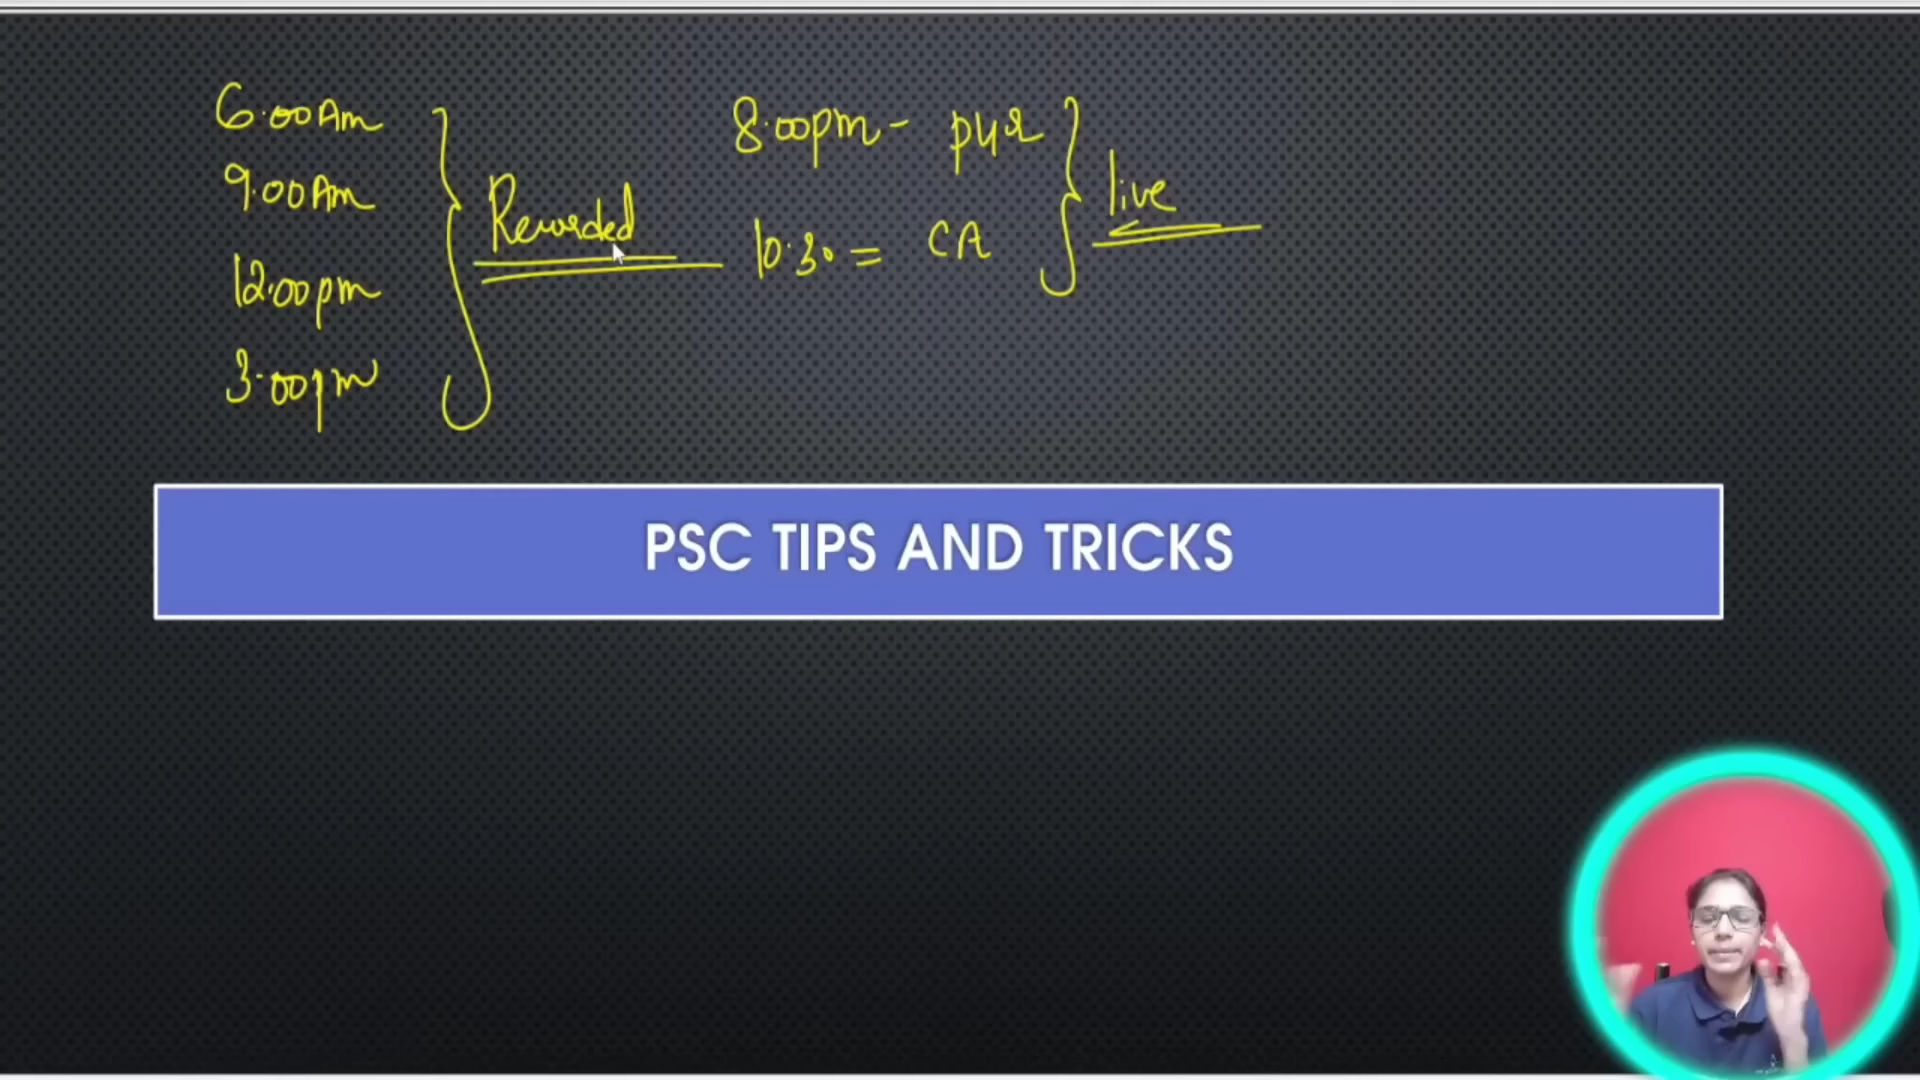 6.00Am
9.00Am
12.00pm
3.00pm
Recorded
8.00pm - PYQ
10.30 = CA
live
PSC TIPS AND TRICKS